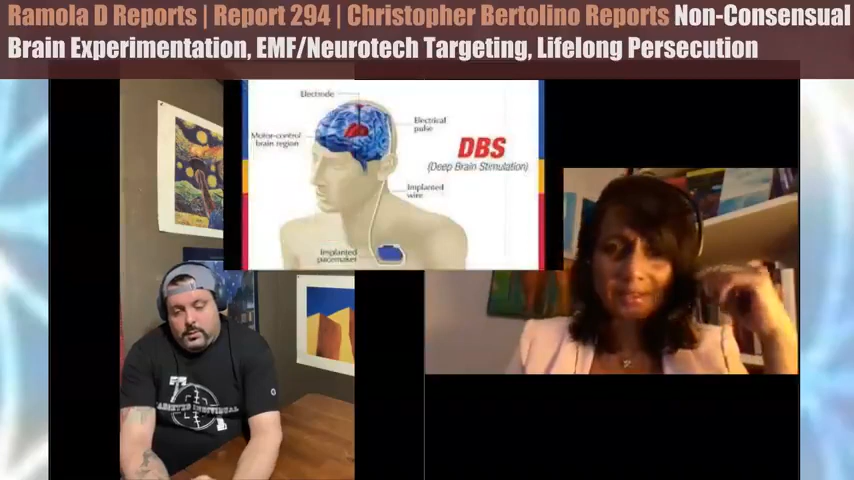 Ramola D Reports | Report 294 | Christopher Bertolino Reports Non-Consensual
Brain Experimentation, EMF/Neurotech Targeting, Lifelong Persecution
Electrode
Motor-control
brain region
Electrical
pulse
DBS
(Deep Brain Stimulation)
Implanted
wire
Implanted
pacemaker
T
INDIVIDUAL